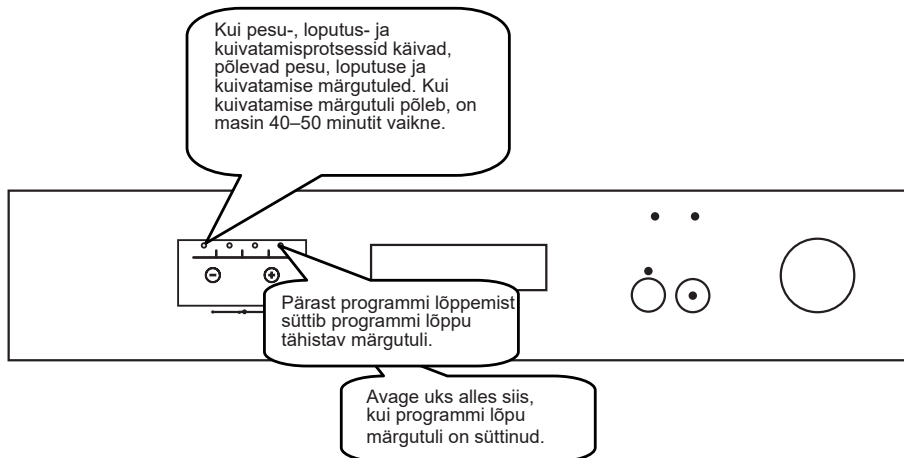 Kui pesu-, loputus- ja
kuivatamisprotsessid käivad,
põlevad pesu, loputuse ja
kuivatamise märgutuled. Kui
kuivatamise märgutuli põleb, on
masin 40–50 minutit vaikne.
Pärast programmi lõppemist
süttib programmi lõppu
tähistav märgutuli.
Avage uks alles siis,
kui programmi lõpu
märgutuli on süttinud.